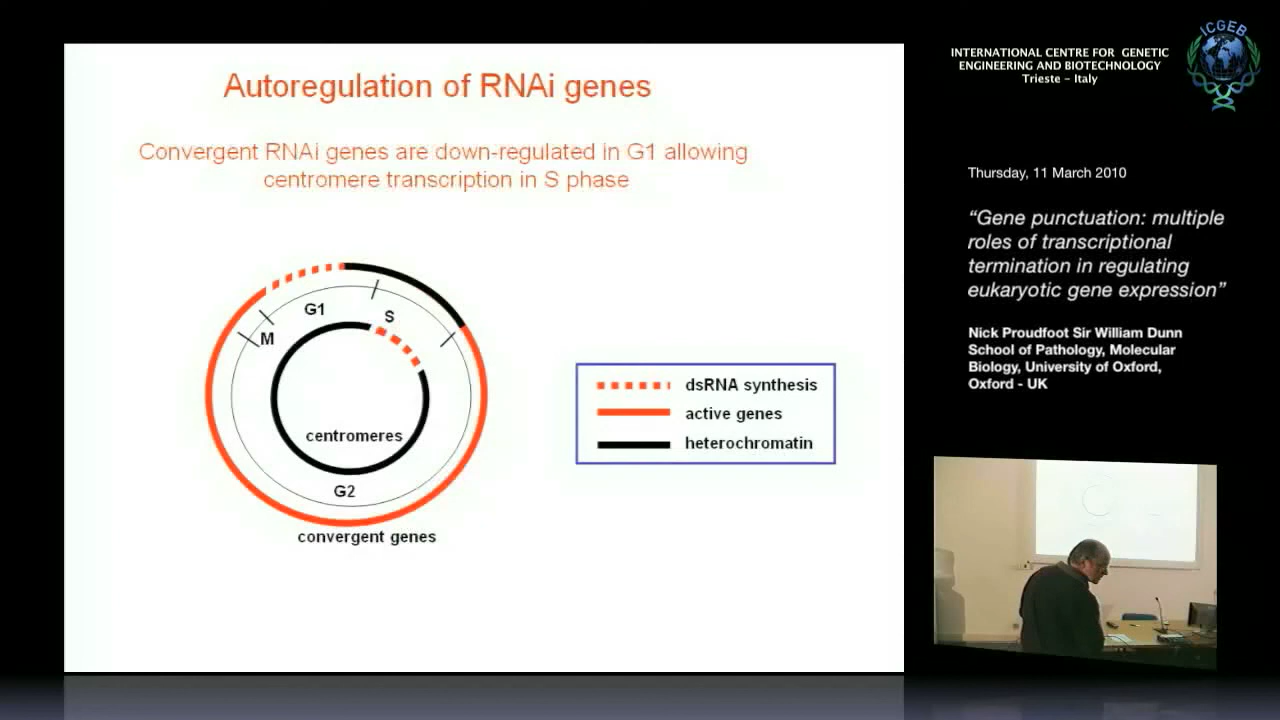 Autoregulation of RNAi genes
Convergent RNAi genes are down-regulated in G1 allowing
centromere transcription in S phase
G1
S
M
centromeres
G2
convergent genes
dsRNA synthesis
active genes
heterochromatin
INTERNATIONAL CENTRE FOR GENETIC
ENGINEERING AND BIOTECHNOLOGY
Trieste – Italy
ICGEB
Thursday, 11 March 2010
“Gene punctuation: multiple
roles of transcriptional
termination in regulating
eukaryotic gene expression”
Nick Proudfoot Sir William Dunn
School of Pathology, Molecular
Biology, University of Oxford,
Oxford - UK